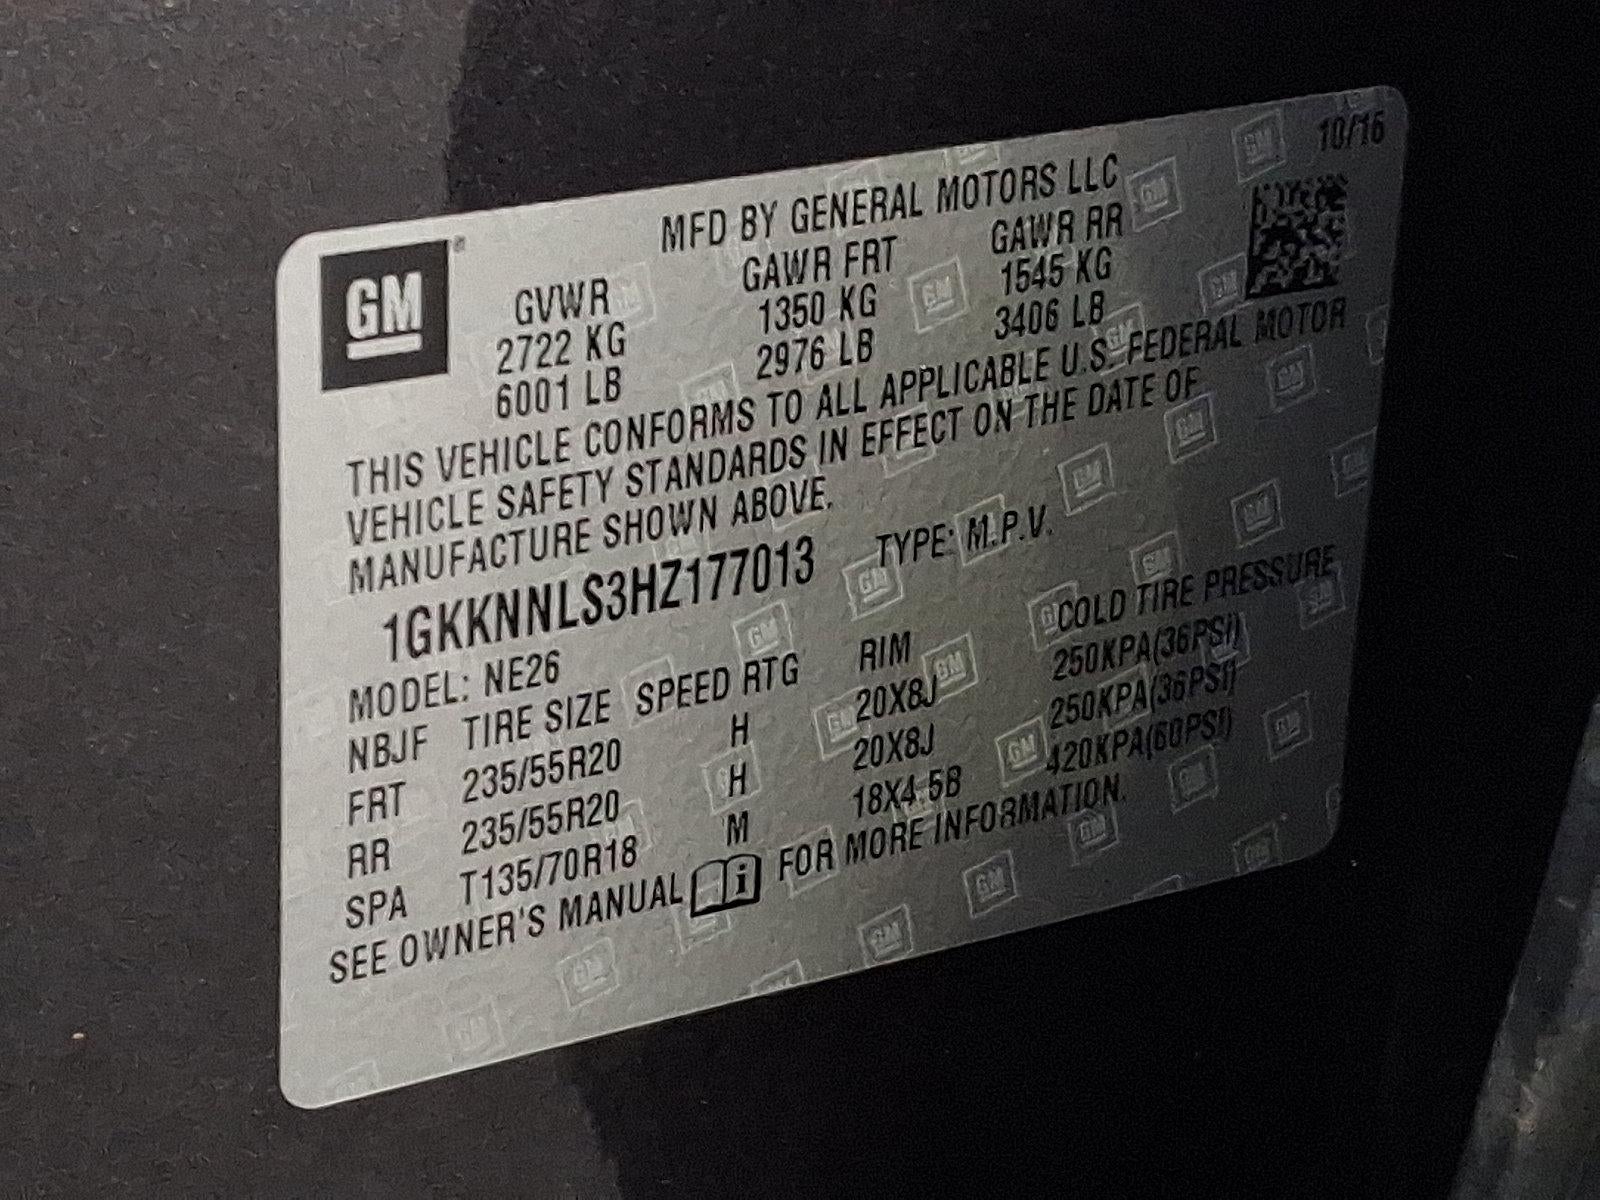 10/16
MFD BY GENERAL MOTORS LLC
GM
GVWR GAWR FRT GAWR RR
2722 KG 1350 KG 1545 KG
6001 LB 2976 LB 3406 LB
THIS VEHICLE CONFORMS TO ALL APPLICABLE U.S. FEDERAL MOTOR
VEHICLE SAFETY STANDARDS IN EFFECT ON THE DATE OF
MANUFACTURE SHOWN ABOVE.
1GKKNNLS3HZ177013 TYPE: M.P.V.
MODEL: NE26
NBJF TIRE SIZE SPEED RTG RIM COLD TIRE PRESSURE
FRT 235/55R20 H 20X8J 250KPA(36PSI)
RR 235/55R20 H 20X8J 250KPA(36PSI)
SPA T135/70R18 M 18X4.5B 420KPA(60PSI)
SEE OWNER'S MANUAL i FOR MORE INFORMATION.